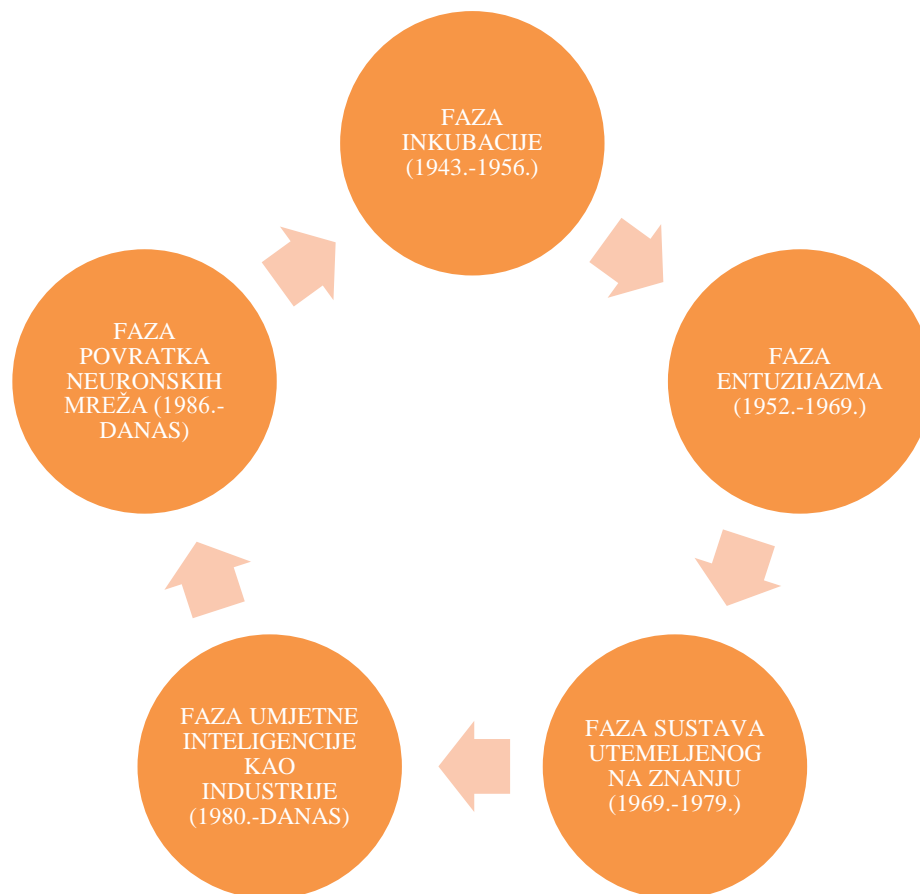 FAZA
INKUBACIJE
(1943.-1956.)
FAZA
ENTUZIJAZMA
(1952.-1969.)
FAZA SUSTAVA
UTEMELJENOG
NA ZNANJU
(1969.-1979.)
FAZA UMJETNE
INTELIGENCIJE
KAO
INDUSTRIJE
(1980.-DANAS)
FAZA
POVRATKA
NEURONSKIH
MREŽA (1986.-
DANAS)